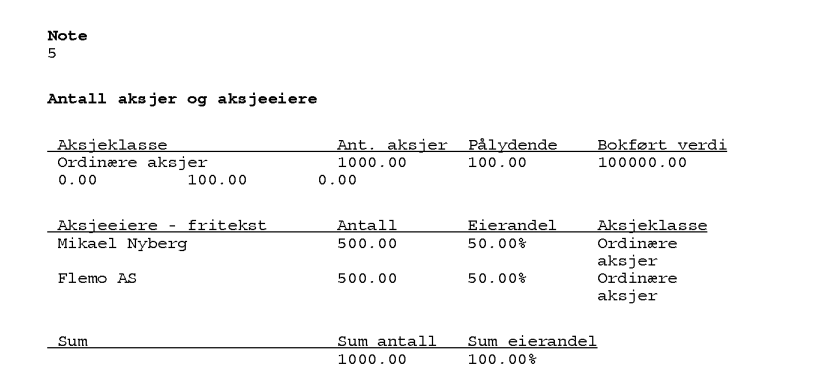 Note
5
Antall aksjer og aksjeeiere
Aksjeklasse Ant. aksjer Pålydende Bokført verdi
Ordinære aksjer 1000.00 100.00 100000.00
0.00 100.00 0.00
Aksjeeiere - fritekst Antall Eierandel Aksjeklasse
Mikael Nyberg 500.00 50.00% Ordinære
aksjer
Flemo AS 500.00 50.00% Ordinære
aksjer
Sum Sum antall Sum eierandel
1000.00 100.00%